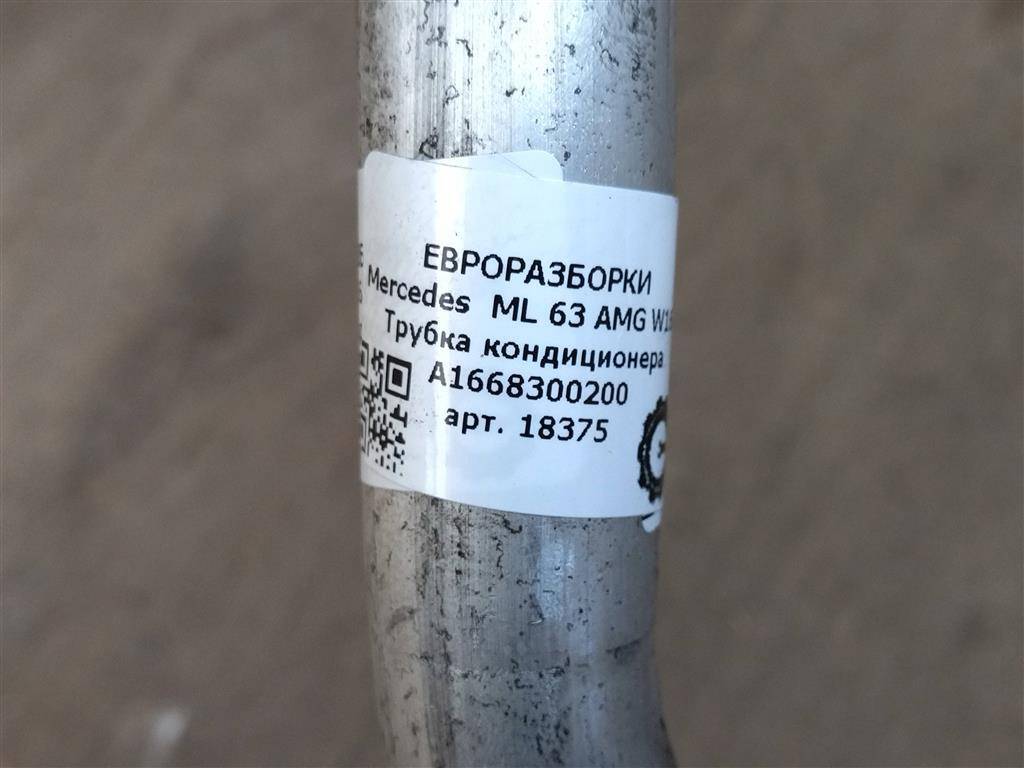 ЕВРОРАЗБОРКИ
Mercedes ML 63 AMG
Трубка кондиционера
A1668300200
арт. 18375